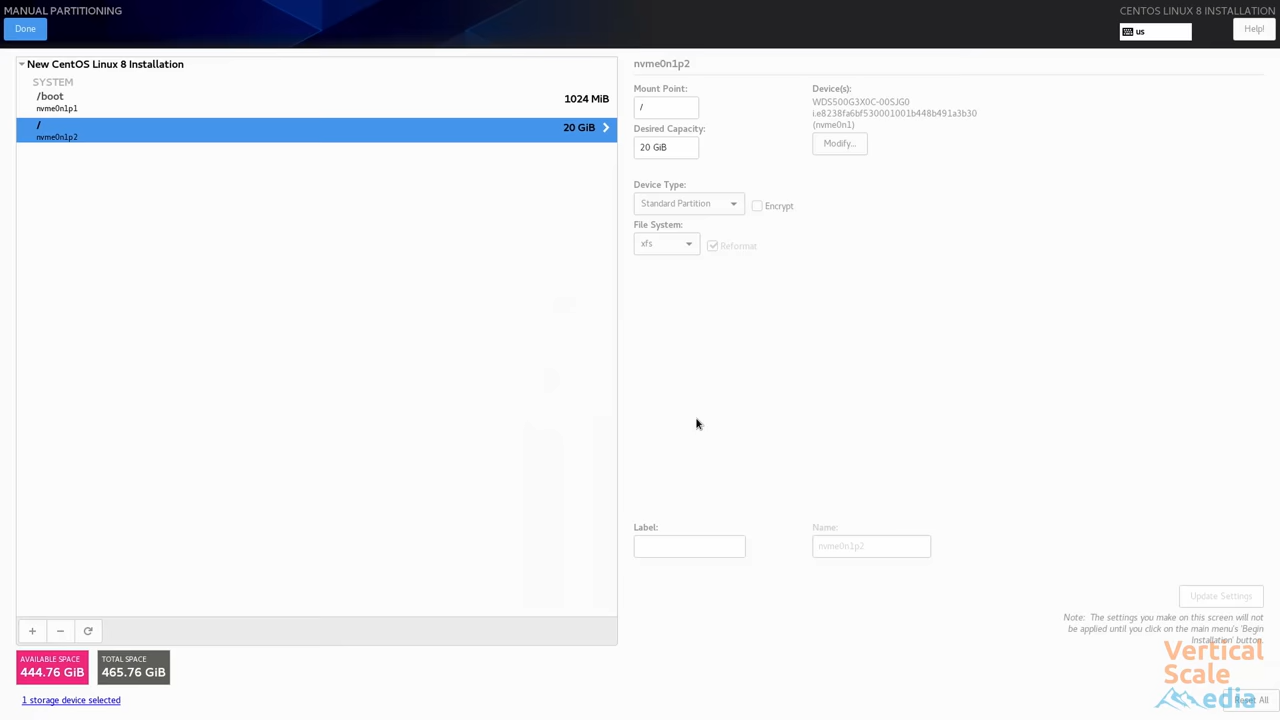 MANUAL PARTITIONING
CENTOS LINUX 8 INSTALLATION
Done
us
Help!
New CentOS Linux 8 Installation
SYSTEM
/boot
nvme0n1p1
1024 MiB
/
nvme0n1p2
20 GiB
nvme0n1p2
Mount Point:
/
Desired Capacity:
20 GiB
Device(s):
WDS500G3X0C-00SJG0
i.e8238fa6bf530001001b448b491a3b30
(nvme0n1)
Modify...
Device Type:
Standard Partition
Encrypt
File System:
xfs
Reformat
Label:
Name:
nvme0n1p2
Update Settings
Note: The settings you make on this screen will not
be applied until you click on the main menu's 'Begin
Installation' button.
AVAILABLE SPACE
444.76 GiB
TOTAL SPACE
465.76 GiB
1 storage device selected
Reset All
Vertical
Scale
Media